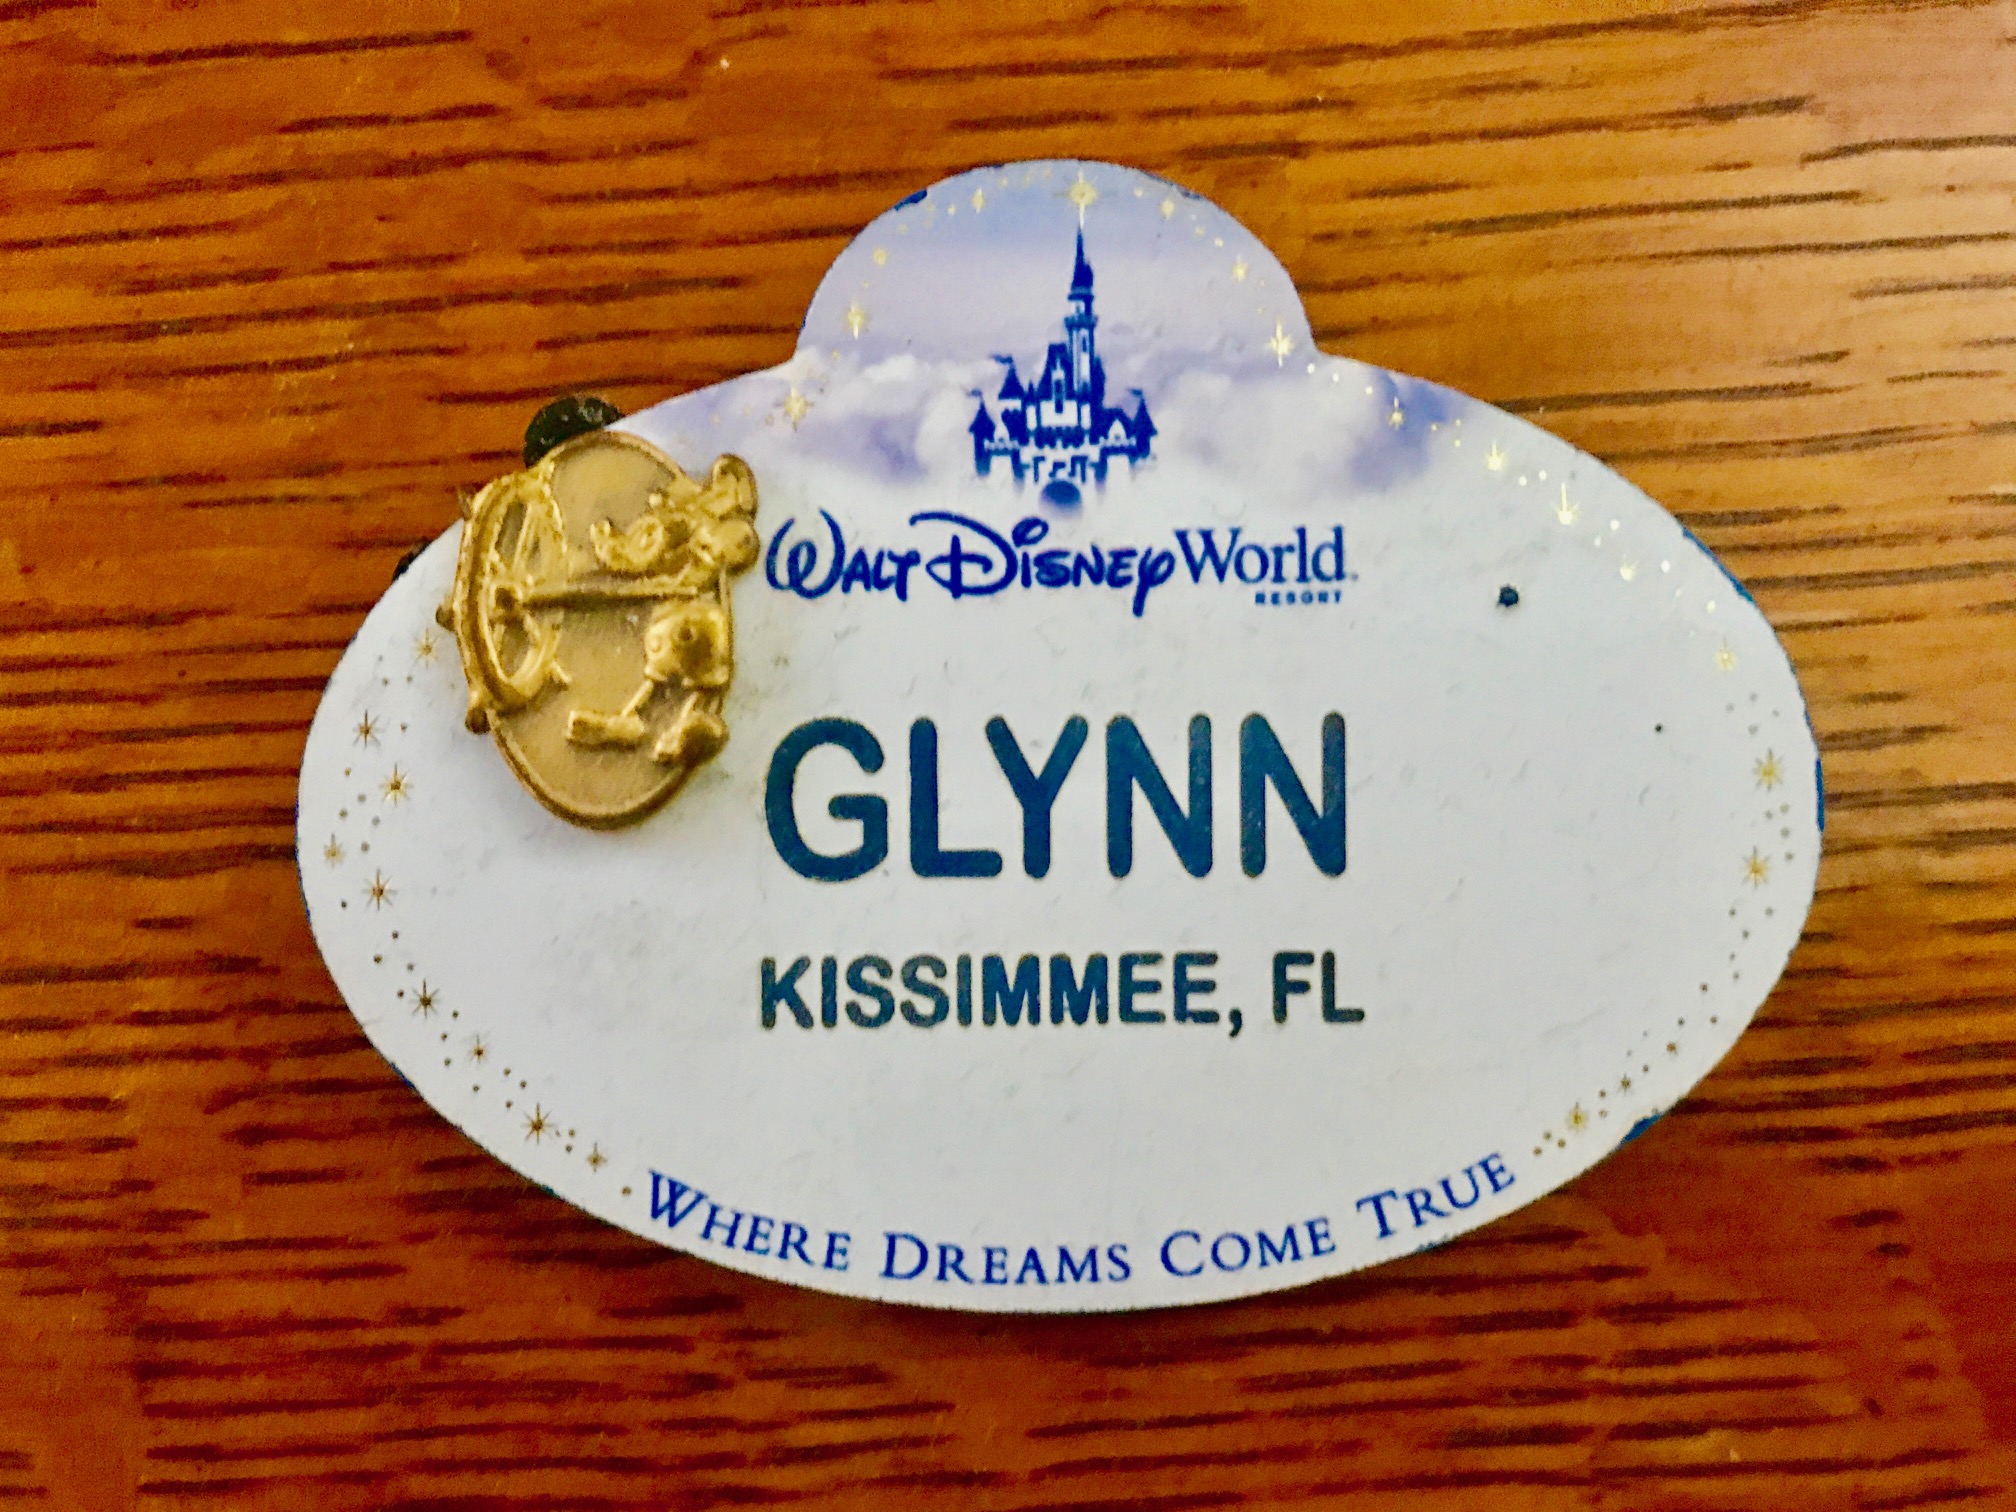 WALT DISNEY World
RESORT
GLYNN
KISSIMMEE, FL
WHERE DREAMS COME TRUE